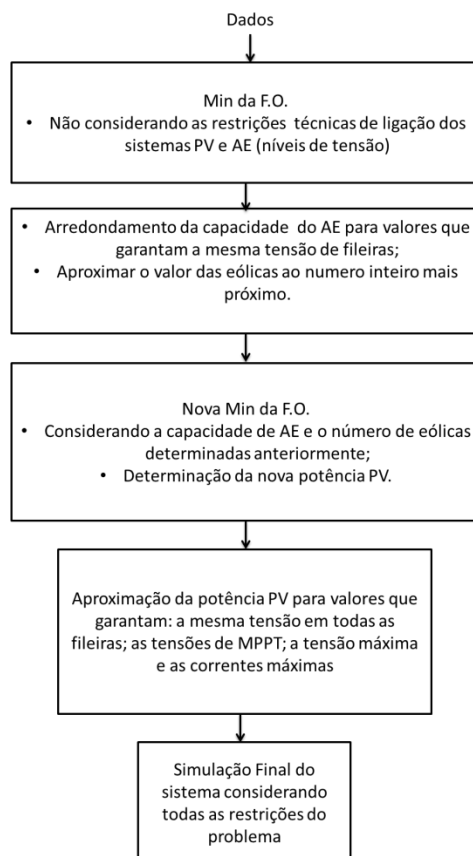 Dados
Min da F.O.
• Não considerando as restrições técnicas de ligação dos
sistemas PV e AE (níveis de tensão)
• Arredondamento da capacidade do AE para valores que
garantam a mesma tensão de fileiras;
• Aproximar o valor das eólicas ao numero inteiro mais
próximo.
Nova Min da F.O.
• Considerando a capacidade de AE e o número de eólicas
determinadas anteriormente;
• Determinação da nova potência PV.
Aproximação da potência PV para valores que
garantam: a mesma tensão em todas as
fileiras; as tensões de MPPT; a tensão máxima
e as correntes máximas
Simulação Final do
sistema considerando
todas as restrições do
problema